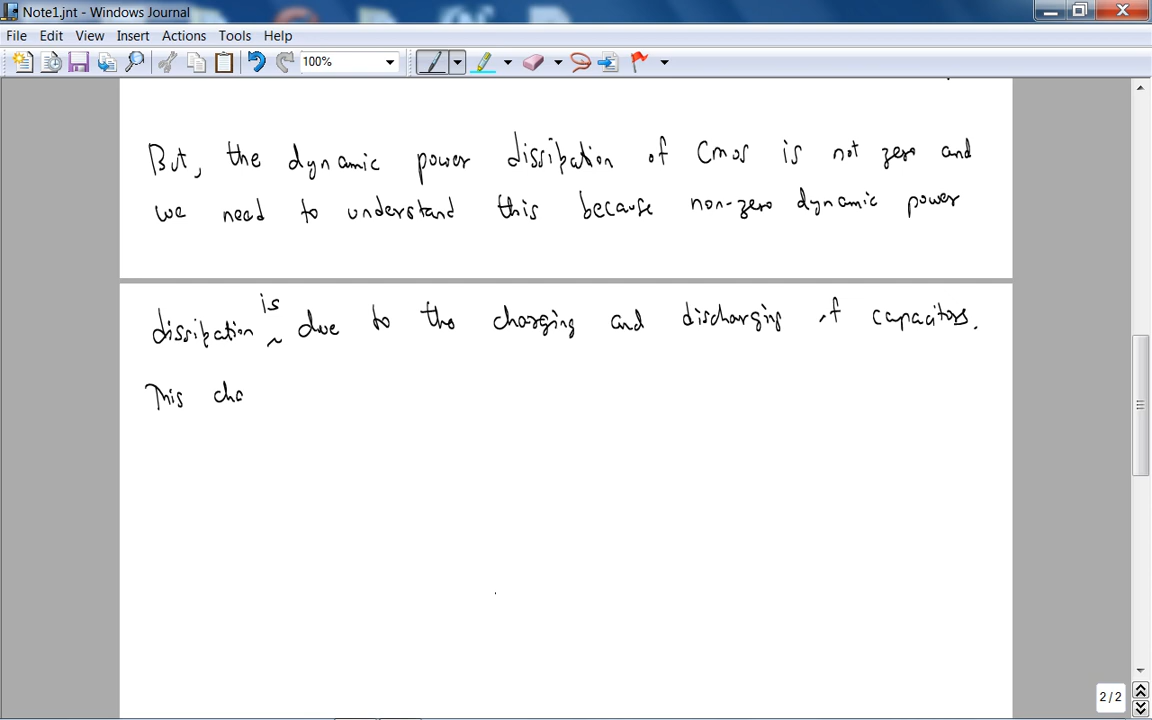 Note1.jnt - Windows Journal
File Edit View Insert Actions Tools Help
100%
But, the dynamic power dissipation of Cmos is not zero and
we need to understand this because non-zero dynamic power
is
dissipation due to the charging and discharging of capacitors.
This cha
2 / 2